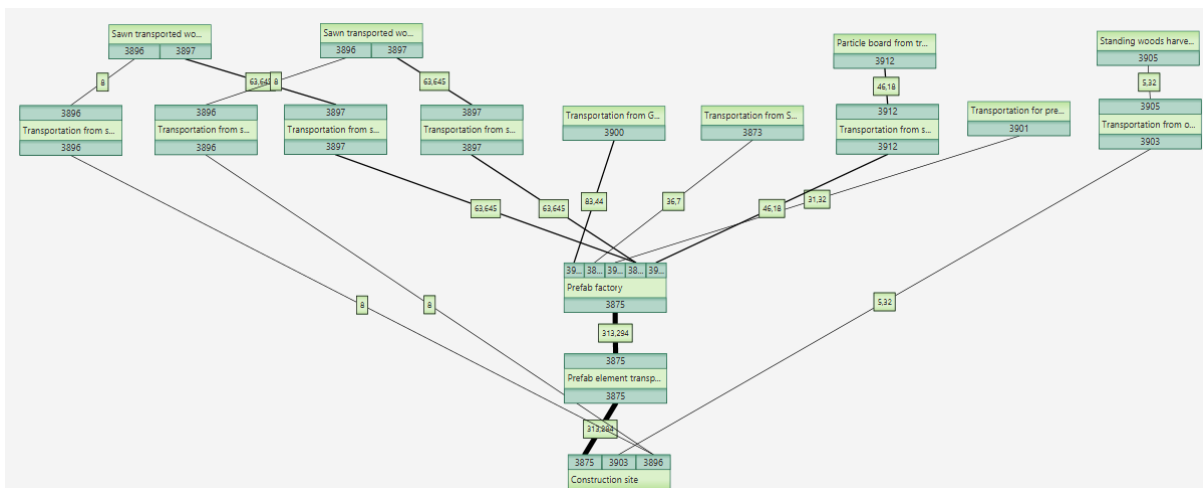 Sawn transported wo...
3896 3897
Sawn transported wo...
3896 3897
Particle board from tr...
3912
Standing woods harve...
3905
8
63,645
8
63,645
46,18
5,32
3896
Transportation from s...
3896
3896
Transportation from s...
3896
3897
Transportation from s...
3897
3897
Transportation from s...
3897
Transportation from G...
3900
Transportation from S...
3873
3912
Transportation from s...
3912
Transportation for pre...
3901
3905
Transportation from o...
3903
63,645
63,645
83,44
36,7
46,18
31,32
39... 38... 39... 38... 39...
Prefab factory
3875
8
8
5,32
313,294
3875
Prefab element transp...
3875
313,294
3875 3903 3896
Construction site